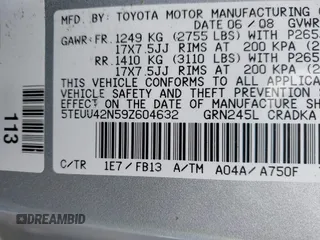 MFD. BY: TOYOTA MOTOR MANUFACTURING
DATE 06/08 GVWR
GAWR: FR. 1249 KG (2755 LBS) WITH P265
17X7.5JJ RIMS AT 200 KPA
RR. 1410 KG (3110 LBS) WITH P265
17X7.5JJ RIMS AT 200 KPA
THIS VEHICLE CONFORMS TO ALL APPLICABLE
VEHICLE SAFETY AND THEFT PREVENTION
EFFECT ON THE DATE OF MANUFACTURE
5TEUU42N59Z604632 GRN245L CRADKA
C/TR 1E7/FB13 A/TM A04A/A750F
113
DREAMBID